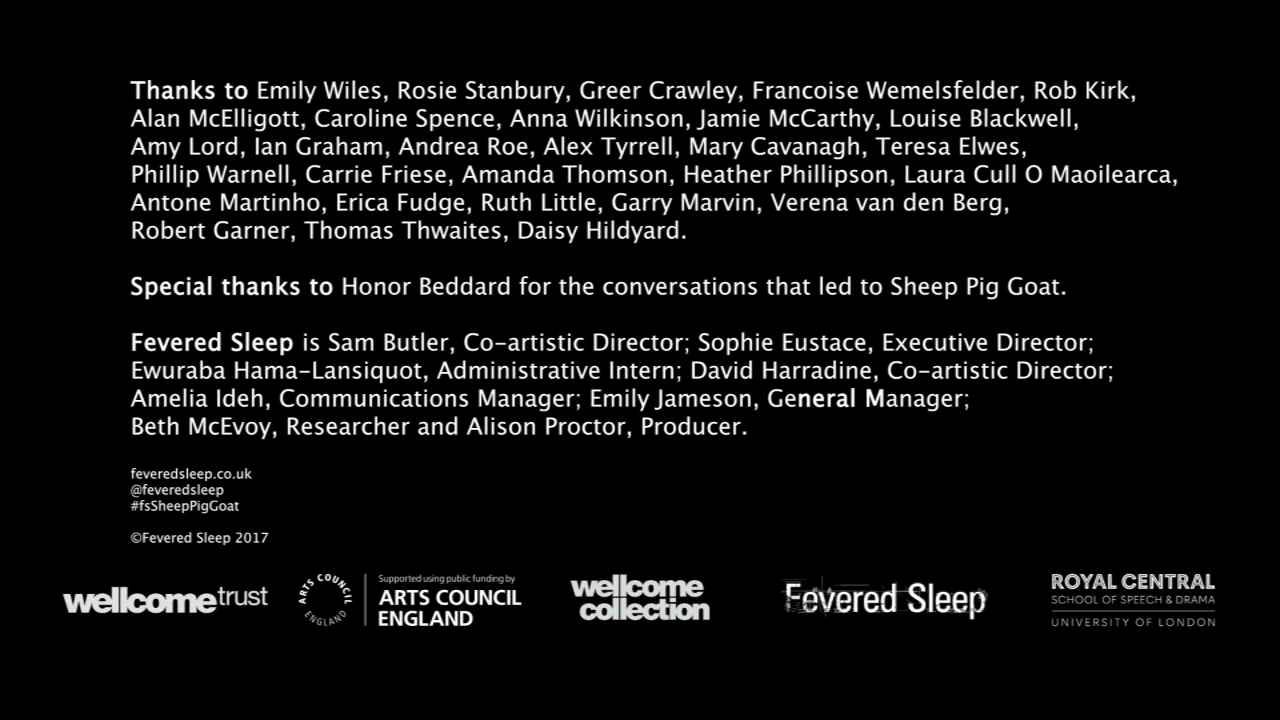 Thanks to Emily Wiles, Rosie Stanbury, Greer Crawley, Francoise Wemelsfelder, Rob Kirk,
Alan McElligott, Caroline Spence, Anna Wilkinson, Jamie McCarthy, Louise Blackwell,
Amy Lord, Ian Graham, Andrea Roe, Alex Tyrrell, Mary Cavanagh, Teresa Elwes,
Phillip Warnell, Carrie Friese, Amanda Thomson, Heather Phillipson, Laura Cull O Maoilearca,
Antone Martinho, Erica Fudge, Ruth Little, Garry Marvin, Verena van den Berg,
Robert Garner, Thomas Thwaites, Daisy Hildyard.
Special thanks to Honor Beddard for the conversations that led to Sheep Pig Goat.
Fevered Sleep is Sam Butler, Co-artistic Director; Sophie Eustace, Executive Director;
Ewuraba Hama-Lansiquot, Administrative Intern; David Harradine, Co-artistic Director;
Amelia Ideh, Communications Manager; Emily Jameson, General Manager;
Beth McEvoy, Researcher and Alison Proctor, Producer.
feveredsleep.co.uk
@feveredsleep
#fsSheepPigGoat
©Fevered Sleep 2017
wellcometrust
ARTS COUNCIL
ENGLAND
Supported using public funding by
ARTS COUNCIL
ENGLAND
wellcome
collection
Fevered Sleep
ROYAL CENTRAL
SCHOOL OF SPEECH & DRAMA
UNIVERSITY OF LONDON